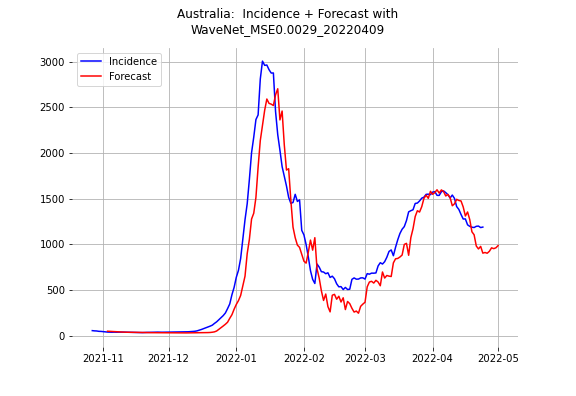 Australia:  Incidence + Forecast with
WaveNet_MSE0.0029_20220409
Incidence
Forecast
3000
2500
2000
1500
1000
500
0
2021-11 2021-12 2022-01 2022-02 2022-03 2022-04 2022-05